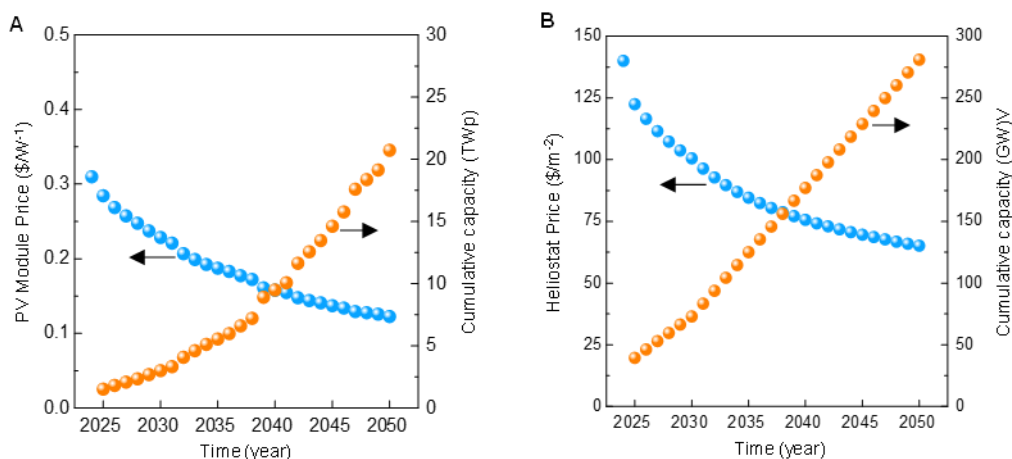 A
PV Module Price ($/W-1)
0.5
0.4
0.3
0.2
0.1
0.0
30
25
20
15
10
5
0
Cumulative capacity (TWp)
2025 2030 2035 2040 2045 2050
Time (year)
B
Heliostat Price ($/m-2)
150
125
100
75
50
25
0
300
250
200
150
100
50
0
Cumulative capacity (GW)V
2025 2030 2035 2040 2045 2050
Time (year)